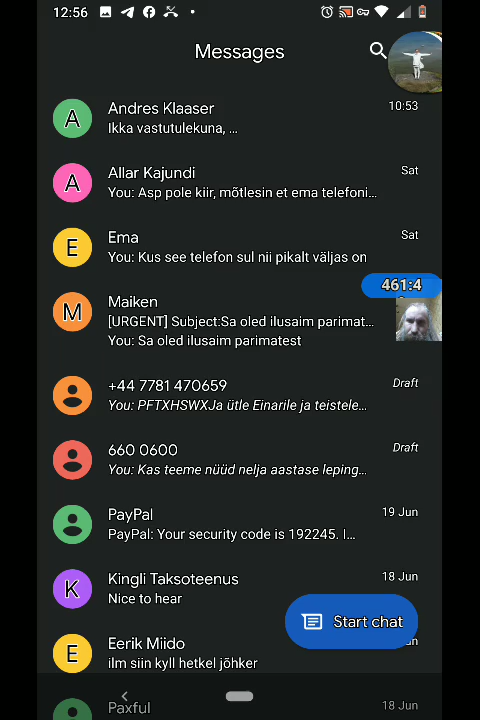 12:56
Messages
Andres Klaaser
10:53
Ikka vastutulekuna, …
Allar Kajundi
Sat
You: Asp pole kiir, mõtlesin et ema telefoni…
Ema
Sat
You: Kus see telefon sul nii pikalt väljas on
461:4
Maiken
[URGENT] Subject:Sa oled ilusaim parimat…
You: Sa oled ilusaim parimatest
+44 7781 470659
Draft
You: PFTXHSWXJa ütle Einarile ja teistele…
660 0600
Draft
You: Kas teeme nüüd nelja aastase leping…
PayPal
19 Jun
PayPal: Your security code is 192245. I…
Kingli Taksoteenus
18 Jun
Nice to hear
Start chat
Eerik Miido
ilm siin kyll hetkel jõhker
Paxful
18 Jun